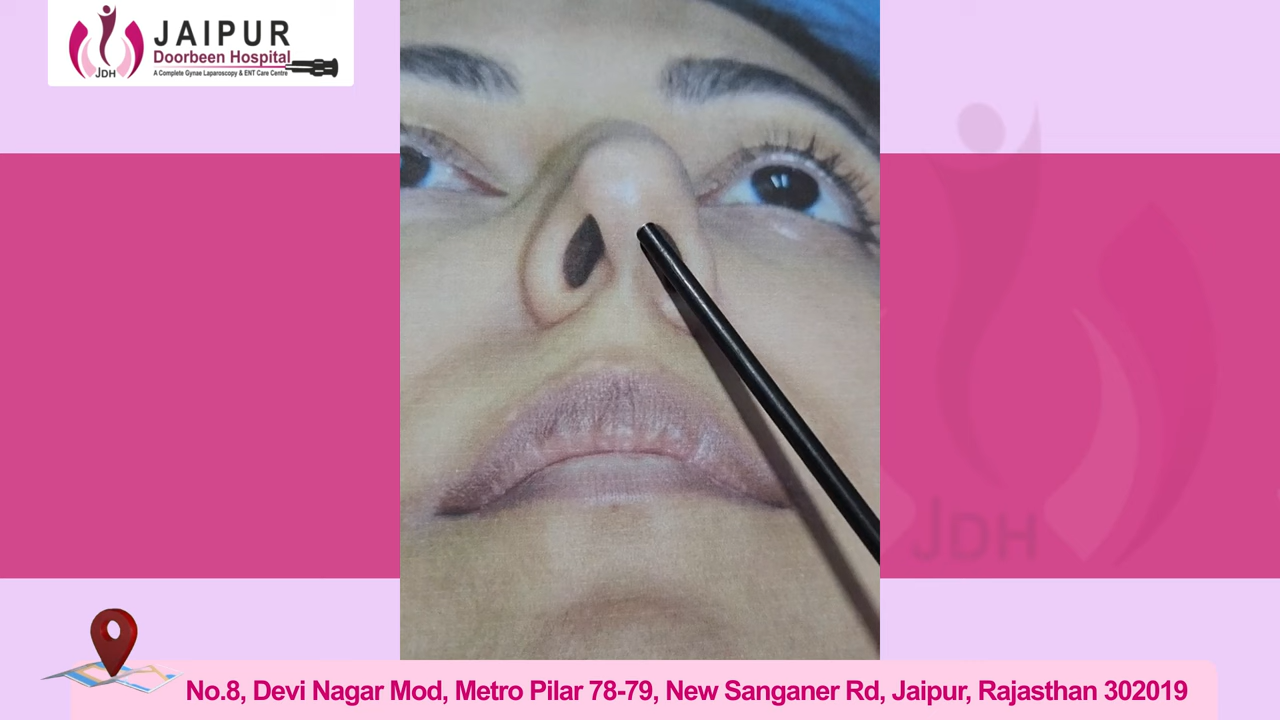 JAIPUR
Doorbeen Hospital
A Complete Gynae Laparoscopy & ENT Care Centre
JDH
JDH
No.8, Devi Nagar Mod, Metro Pilar 78-79, New Sanganer Rd, Jaipur, Rajasthan 302019